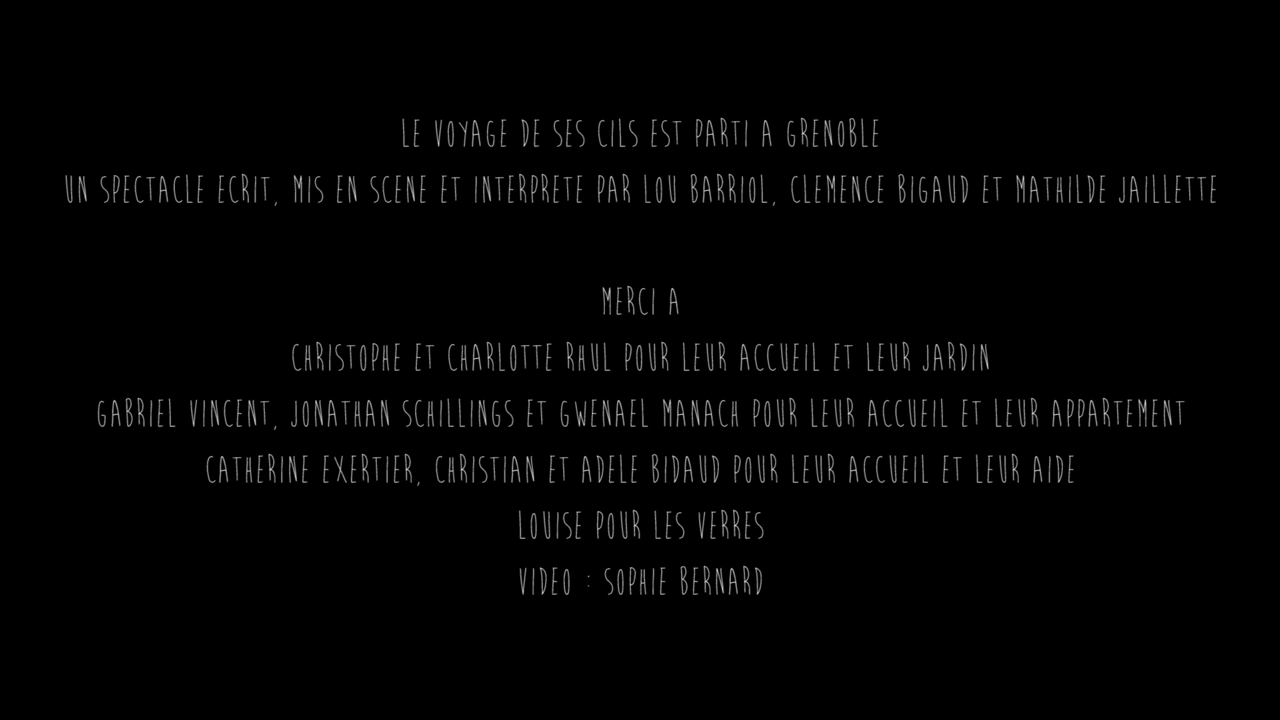 LE VOYAGE DE SES CILS EST PARTI A GRENOBLE
UN SPECTACLE ECRIT, MIS EN SCENE ET INTERPRETE PAR LOU BARRIOL, CLEMENCE BIGAUD ET MATHILDE JAILLETTE
MERCI A
CHRISTOPHE ET CHARLOTTE RHUL POUR LEUR ACCUEIL ET LEUR JARDIN
GABRIEL VINCENT, JONATHAN SCHILLINGS ET GWENAEL MANACH POUR LEUR ACCUEIL ET LEUR APPARTEMENT
CATHERINE EXERTIER, CHRISTIAN ET ADELE BIDAUD POUR LEUR ACCUEIL ET LEUR AIDE
LOUISE POUR LES VERRES
VIDEO : SOPHIE BERNARD